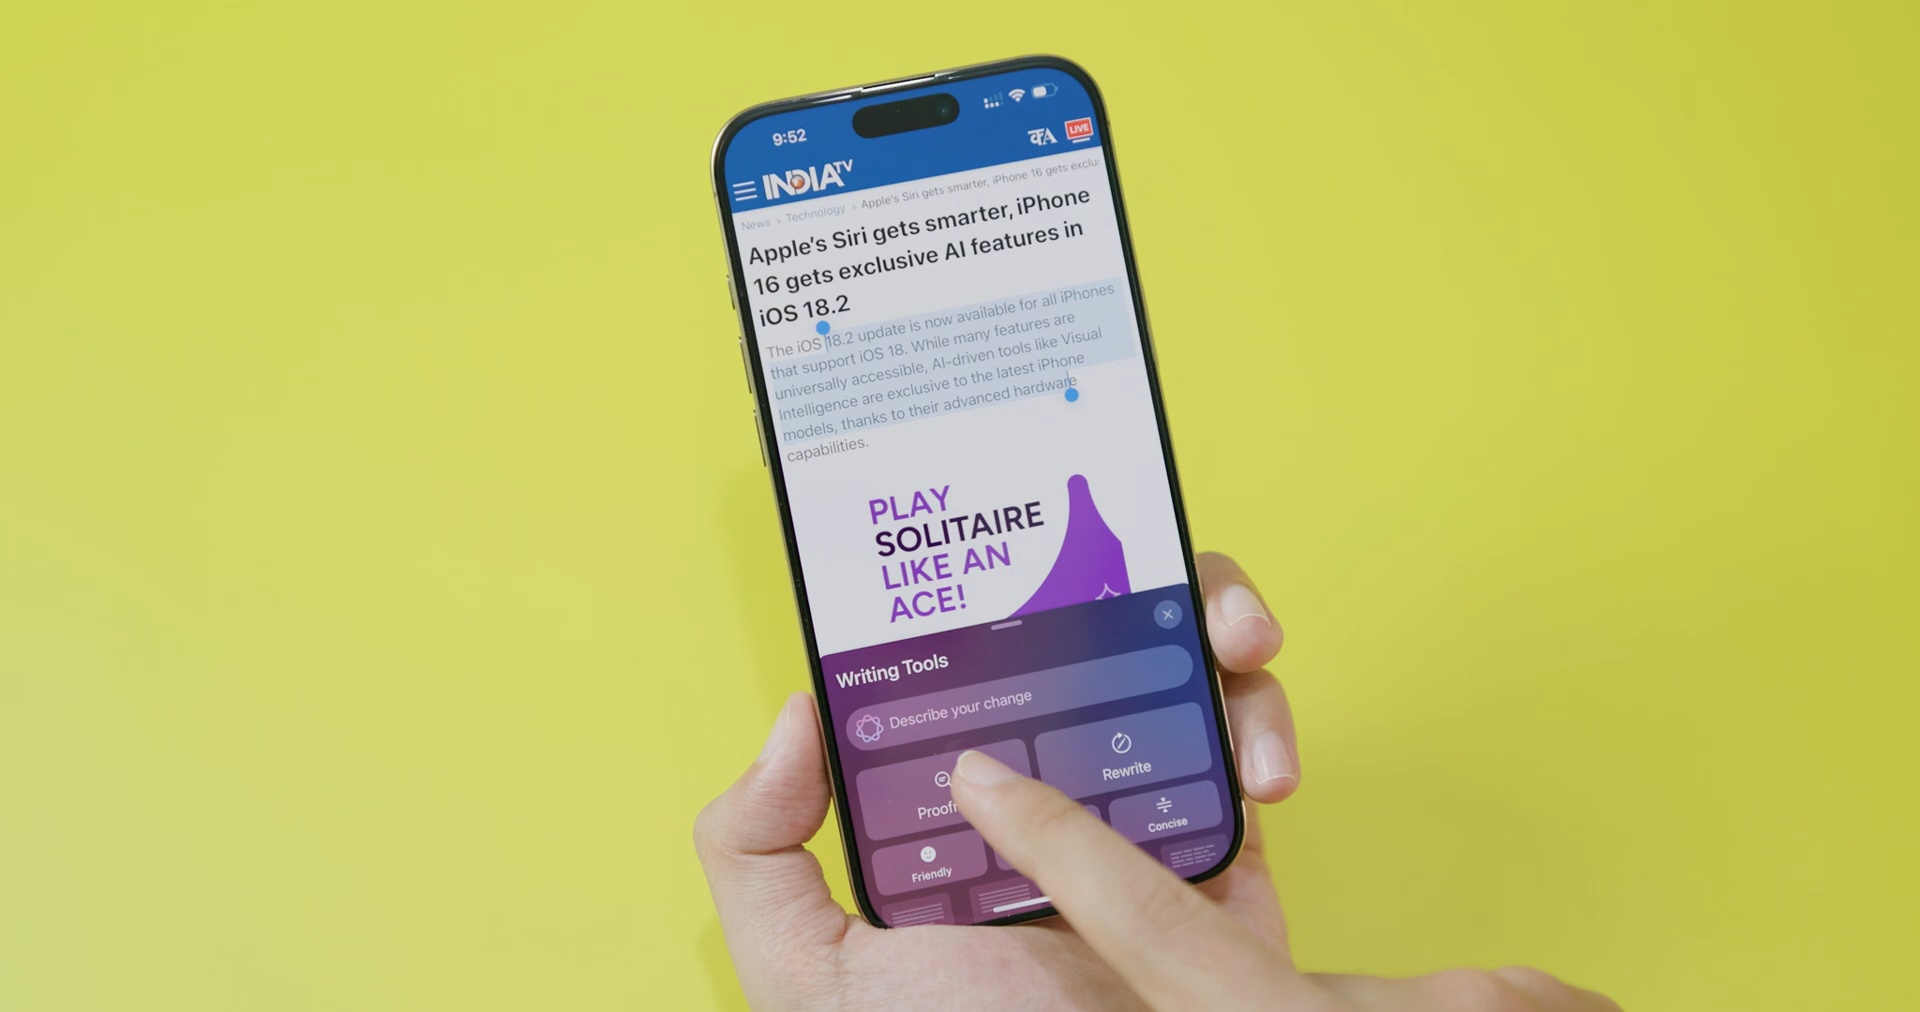 9:52
INDIA TV
क/A
LIVE
News › Technology › Apple's Siri gets smarter, iPhone 16 gets exclu
Apple's Siri gets smarter, iPhone
16 gets exclusive AI features in
iOS 18.2
The iOS 18.2 update is now available for all iPhones
that support iOS 18. While many features are
universally accessible, AI-driven tools like Visual
Intelligence are exclusive to the latest iPhone
models, thanks to their advanced hardware
capabilities.
PLAY
SOLITAIRE
LIKE AN
ACE!
Writing Tools
Describe your change
Rewrite
Friendly
Concise